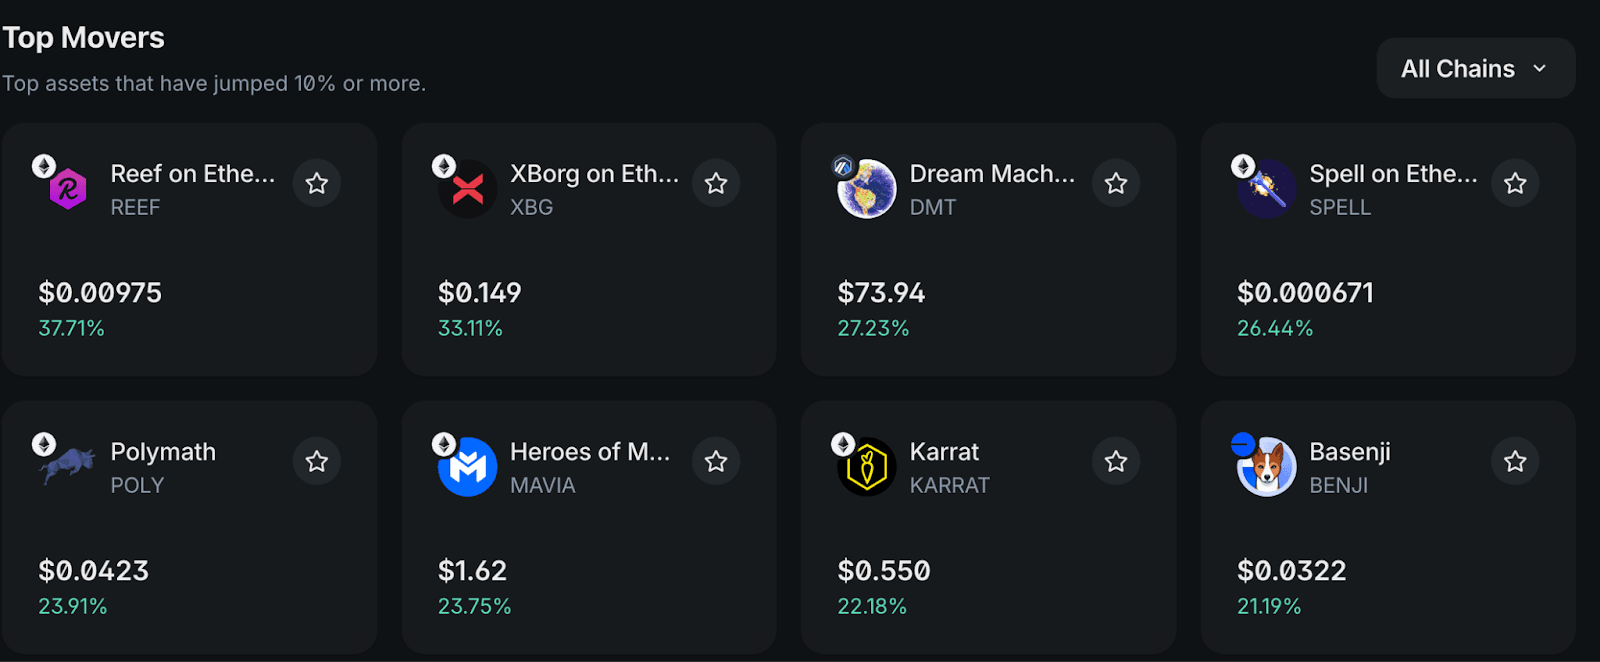 Top Movers
Top assets that have jumped 10% or more.
All Chains
Reef on Ethe...
REEF
$0.00975
37.71%
XBorg on Eth...
XBG
$0.149
33.11%
Dream Mach...
DMT
$73.94
27.23%
Spell on Ethe...
SPELL
$0.000671
26.44%
Polymath
POLY
$0.0423
23.91%
Heroes of M...
MAVIA
$1.62
23.75%
Karrat
KARRAT
$0.550
22.18%
Basenji
BENJI
$0.0322
21.19%